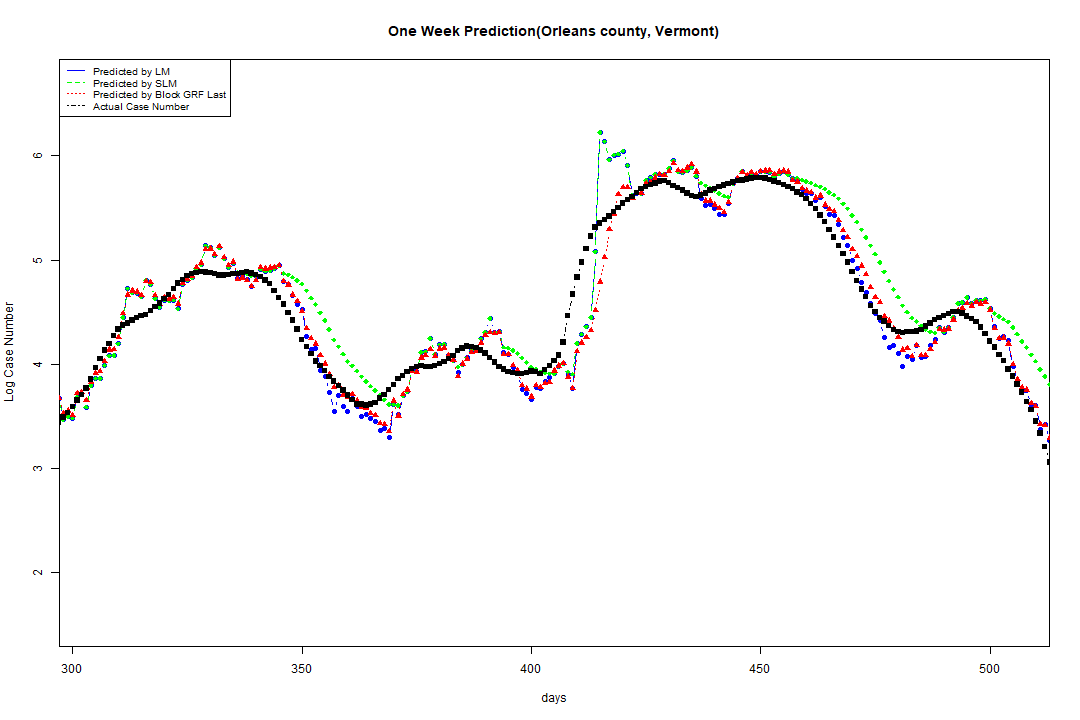 One Week Prediction(Orleans county, Vermont)
Predicted by LM
Predicted by SLM
Predicted by Block GRF Last
Actual Case Number
Log Case Number
6
5
4
3
2
300 350 400 450 500
days